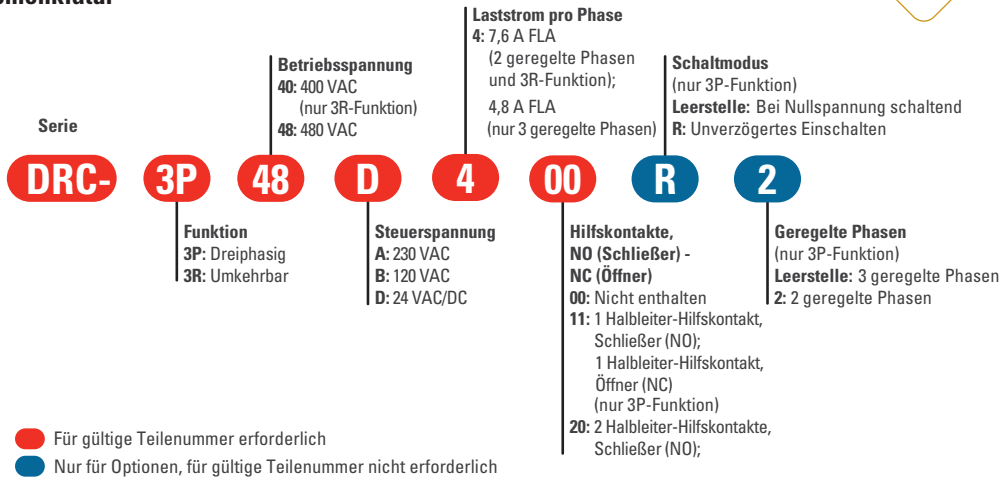 Laststrom pro Phase
4: 7,6 A FLA
(2 geregelte Phasen
und 3R-Funktion);
4,8 A FLA
(nur 3 geregelte Phasen)
Betriebsspannung
40: 400 VAC
(nur 3R-Funktion)
48: 480 VAC
Schaltmodus
(nur 3P-Funktion)
Leerstelle: Bei Nullspannung schaltend
R: Unverzögertes Einschalten
Serie
DRC- 3P 48 D 4 00 R 2
Funktion
3P: Dreiphasig
3R: Umkehrbar
Steuerspannung
A: 230 VAC
B: 120 VAC
D: 24 VAC/DC
Hilfskontakte,
NO (Schließer) -
NC (Öffner)
00: Nicht enthalten
11: 1 Halbleiter-Hilfskontakt,
Schließer (NO);
1 Halbleiter-Hilfskontakt,
Öffner (NC)
(nur 3P-Funktion)
20: 2 Halbleiter-Hilfskontakte,
Schließer (NO);
Geregelte Phasen
(nur 3P-Funktion)
Leerstelle: 3 geregelte Phasen
2: 2 geregelte Phasen
Für gültige Teilenummer erforderlich
Nur für Optionen, für gültige Teilenummer nicht erforderlich